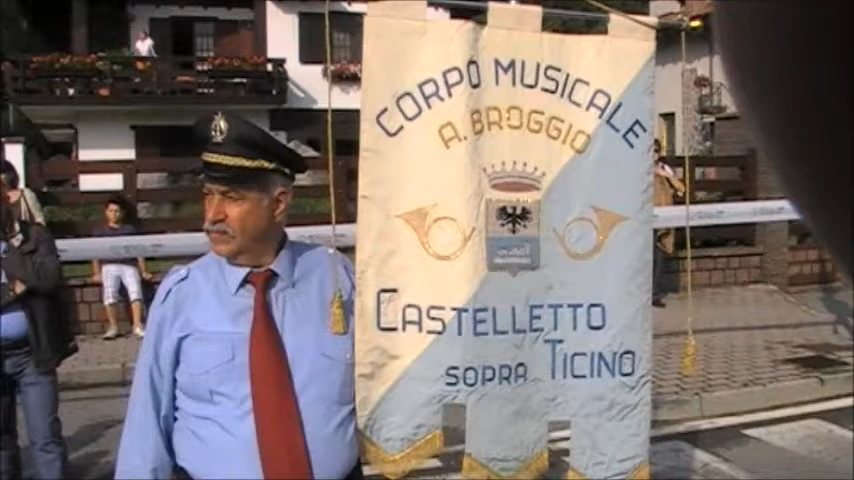 CORPO MUSICALE
A. BROGGIO
CASTELLETTO
SOPRA TICINO